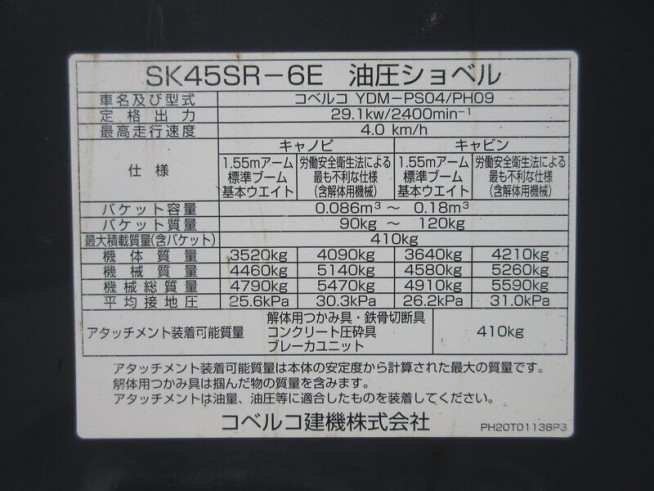 SK45SR-6E 油圧ショベル
車名及び型式 コベルコ YDM-PS04/PH09
定格出力 29.1kw/2400min⁻¹
最高走行速度 4.0 km/h
仕様 キャノピ キャビン
1.55mアーム 標準ブーム 基本ウエイト 労働安全衛生法による 最も不利な仕様 (含解体用機械) 1.55mアーム 標準ブーム 基本ウエイト 労働安全衛生法による 最も不利な仕様 (含解体用機械)
バケット容量 0.086m³ ~ 0.18m³
バケット質量 90kg ~ 120kg
最大積載質量(含バケット) 410kg
機体質量 3520kg 4090kg 3640kg 4210kg
機械質量 4460kg 5140kg 4580kg 5260kg
機械総質量 4790kg 5470kg 4910kg 5590kg
平均接地圧 25.6kPa 30.3kPa 26.2kPa 31.0kPa
アタッチメント装着可能質量 解体用つかみ具・鉄骨切断具 コンクリート圧砕具 ブレーカユニット 410kg
アタッチメント装着可能質量は本体の安定度から計算された最大の質量です。
解体用つかみ具は掴んだ物の質量を含みます。
アタッチメントは油量、油圧等に適合したものを装着してください。
コベルコ建機株式会社 PH20T01138P3